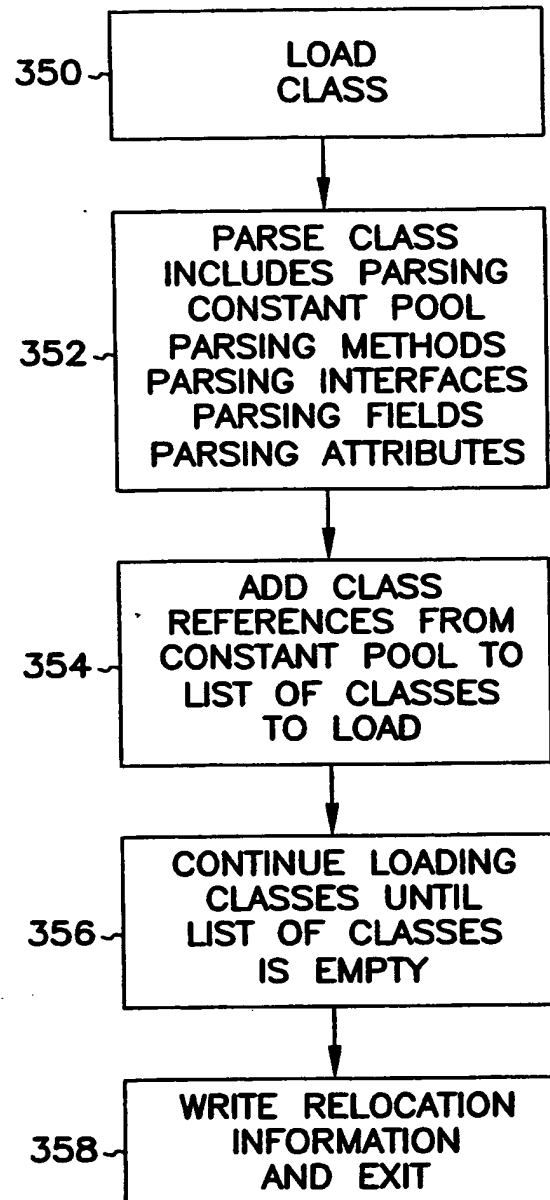 350
LOAD
CLASS
352
PARSE CLASS
INCLUDES PARSING
CONSTANT POOL
PARSING METHODS
PARSING INTERFACES
PARSING FIELDS
PARSING ATTRIBUTES
354
ADD CLASS
REFERENCES FROM
CONSTANT POOL TO
LIST OF CLASSES
TO LOAD
356
CONTINUE LOADING
CLASSES UNTIL
LIST OF CLASSES
IS EMPTY
358
WRITE RELOCATION
INFORMATION
AND EXIT